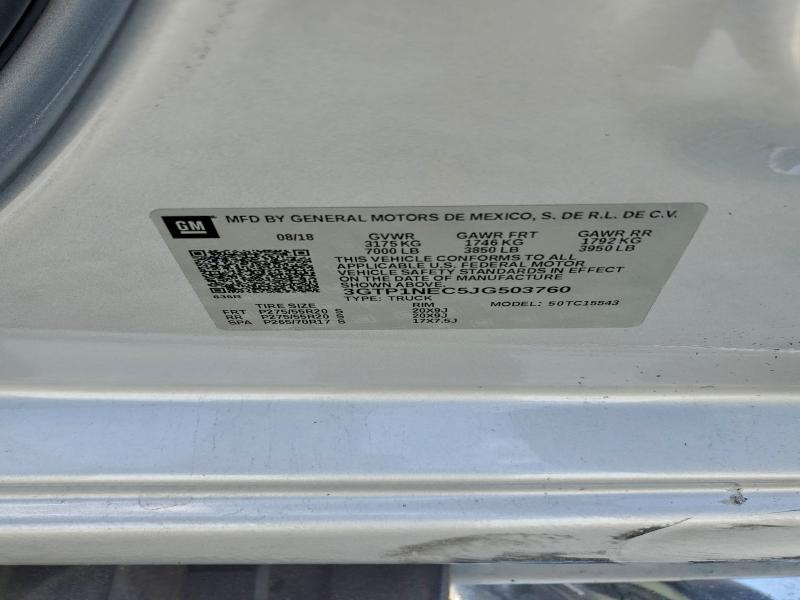 GM MFD BY GENERAL MOTORS DE MEXICO, S. DE R.L. DE C.V.
08/18 GVWR GAWR FRT GAWR RR
3175 KG 1746 KG 1792 KG
7000 LB 3850 LB 3950 LB
THIS VEHICLE CONFORMS TO ALL
APPLICABLE U.S. FEDERAL MOTOR
VEHICLE SAFETY STANDARDS IN EFFECT
ON THE DATE OF MANUFACTURE
SHOWN ABOVE.
3GTP1NEC5JG503760
636R TYPE: TRUCK MODEL: 50TC15543
TIRE SIZE RIM
FRT P275/55R20 S 20X9J
RR P275/55R20 S 20X9J
SPA P265/70R17 S 17X7.5J